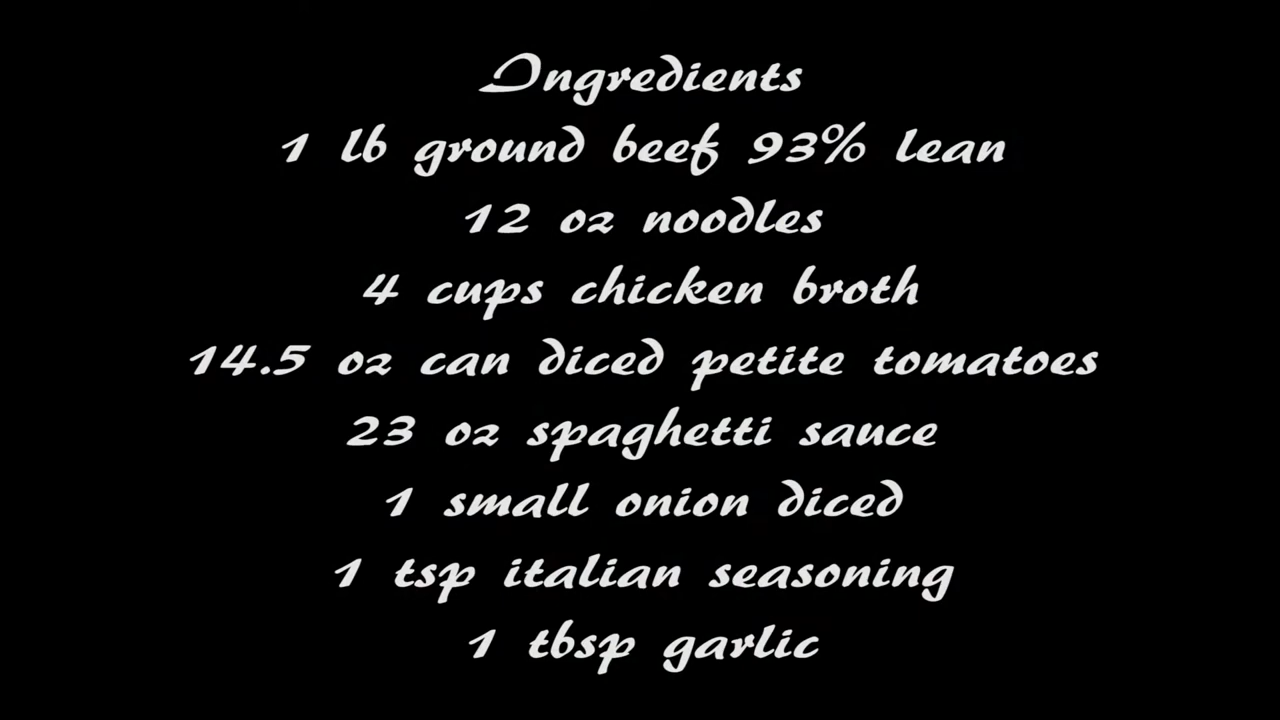 Ingredients
1 lb ground beef 93% lean
12 oz noodles
4 cups chicken broth
14.5 oz can diced petite tomatoes
23 oz spaghetti sauce
1 small onion diced
1 tsp italian seasoning
1 tbsp garlic